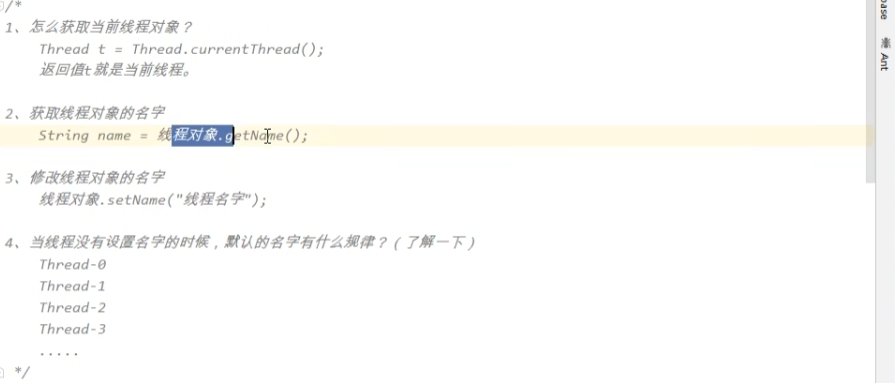 /*
1、怎么获取当前线程对象？
Thread t = Thread.currentThread();
返回值t就是当前线程。
2、获取线程对象的名字
String name = 线程对象.getName();
3、修改线程对象的名字
线程对象.setName("线程名字");
4、当线程没有设置名字的时候，默认的名字有什么规律？（了解一下）
Thread-0
Thread-1
Thread-2
Thread-3
.....
*/
Ant